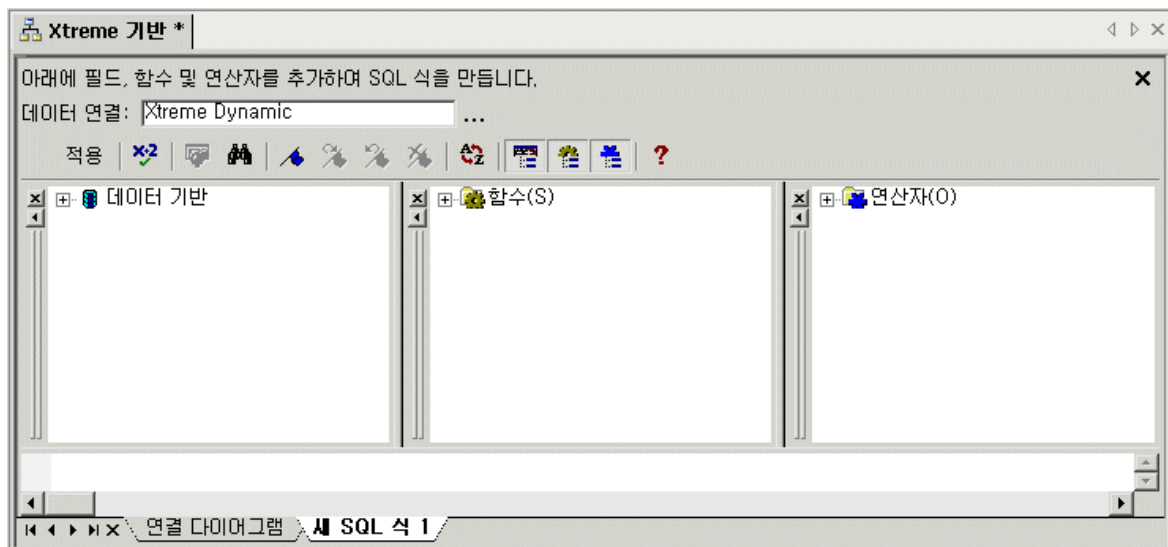 Xtreme 기반 *
아래에 필드, 함수 및 연산자를 추가하여 SQL 식을 만듭니다.
데이터 연결: Xtreme Dynamic ...
적용 x+2 A Z ?
데이터 기반
함수(S)
연산자(O)
연결 다이어그램 새 SQL 식 1